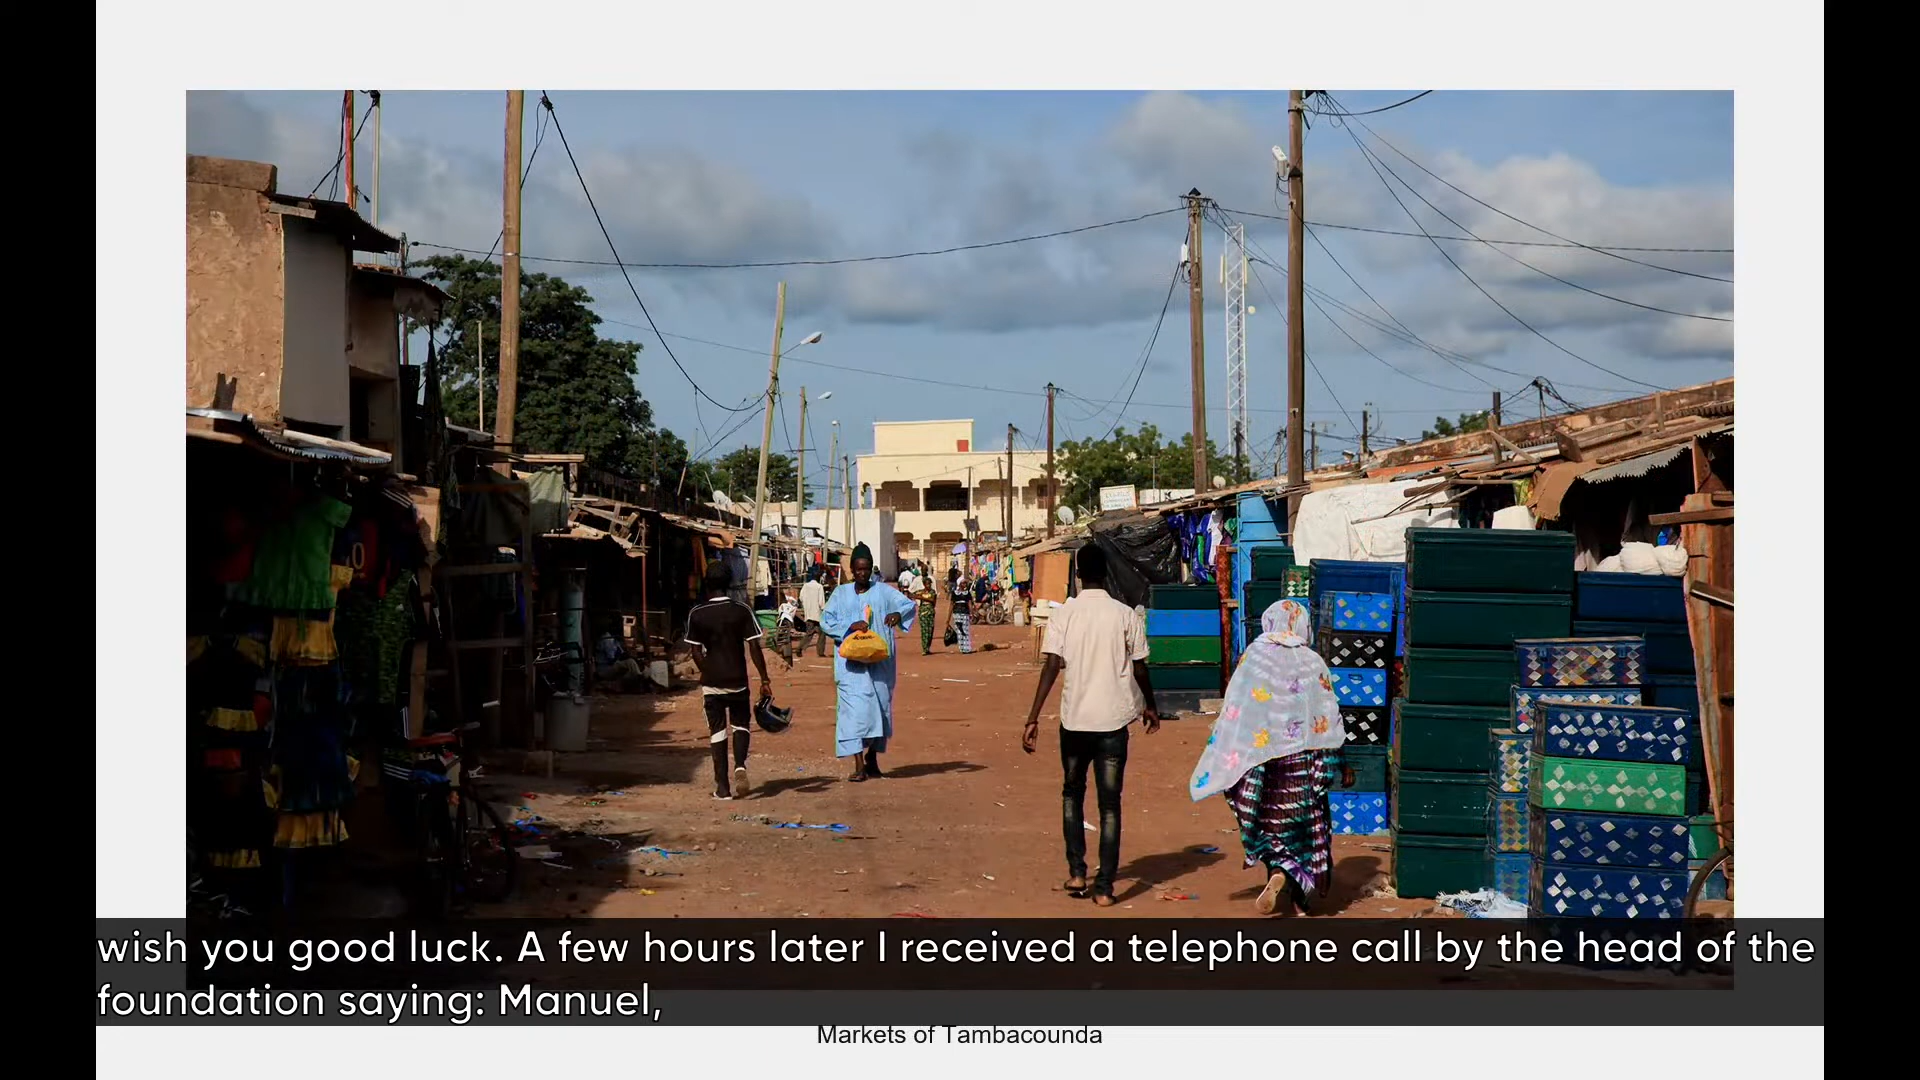 wish you good luck. A few hours later I received a telephone call by the head of the
foundation saying: Manuel,
Markets of Tambacounda